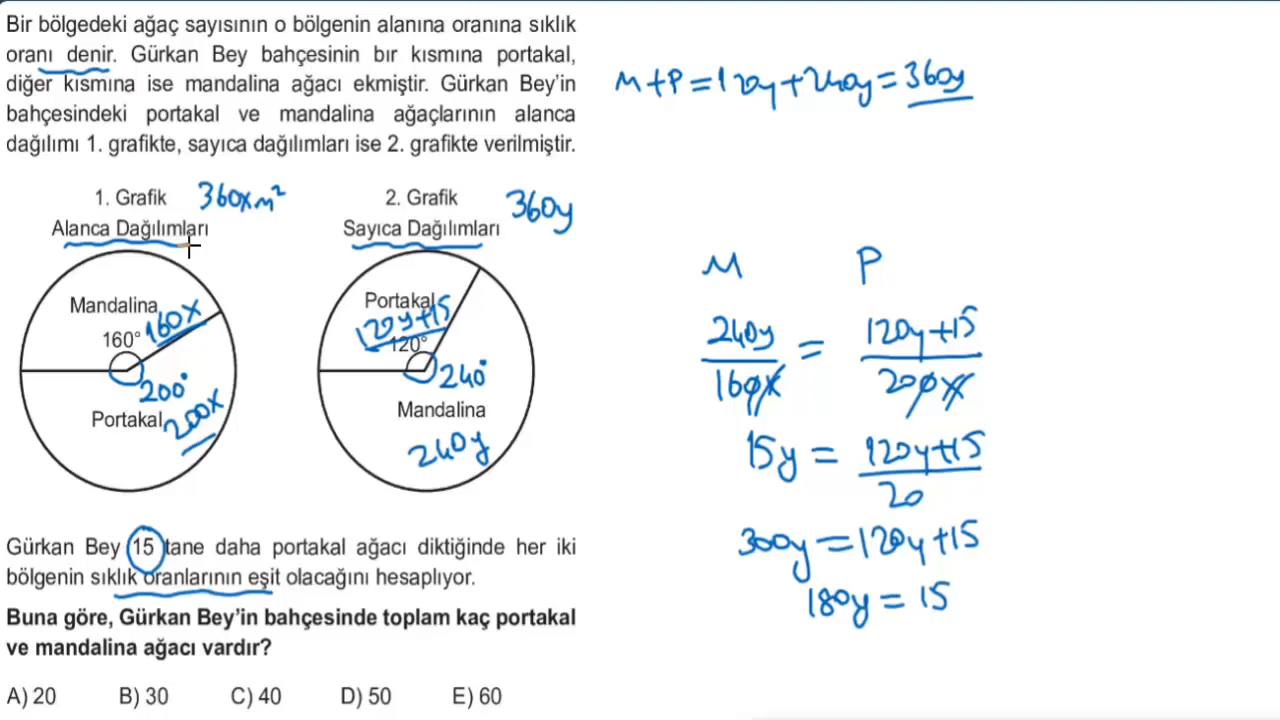 Bir bölgedeki ağaç sayısının o bölgenin alanına oranına sıklık
oranı denir. Gürkan Bey bahçesinin bir kısmına portakal,
diğer kısmına ise mandalina ağacı ekmiştir. Gürkan Bey'in
bahçesindeki portakal ve mandalina ağaçlarının alanca
dağılımı 1. grafikte, sayıca dağılımları ise 2. grafikte verilmiştir.
1. Grafik 360xm²
Alanca Dağılımları
Mandalina
160x
160°
200°
Portakal
200x
2. Grafik 360y
Sayıca Dağılımları
Portakal
120y+15
120°
240°
Mandalina
240y
Gürkan Bey 15 tane daha portakal ağacı diktiğinde her iki
bölgenin sıklık oranlarının eşit olacağını hesaplıyor.
Buna göre, Gürkan Bey'in bahçesinde toplam kaç portakal
ve mandalina ağacı vardır?
A) 20 B) 30 C) 40 D) 50 E) 60
M+P=120y+240y=360y
M P
240y/160x = 120y+15/200x
15y = 120y+15/20
300y=120y+15
180y=15